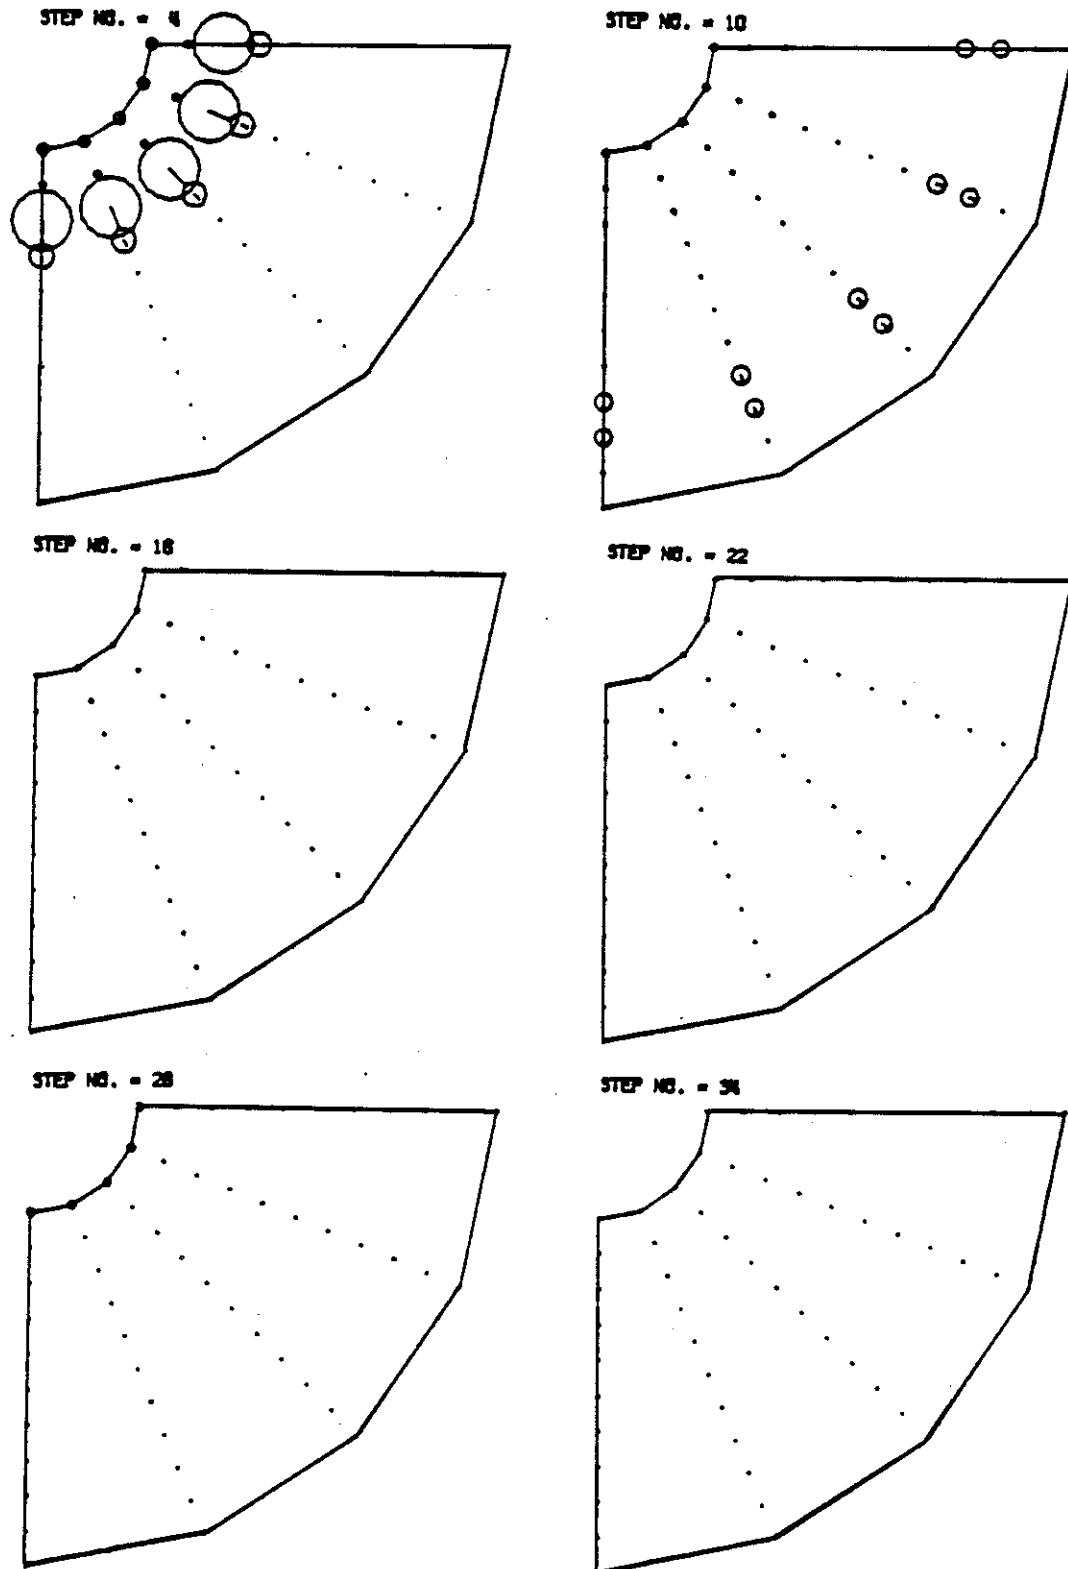 STEP NO. = 4
STEP NO. = 10
STEP NO. = 16
STEP NO. = 22
STEP NO. = 28
STEP NO. = 34